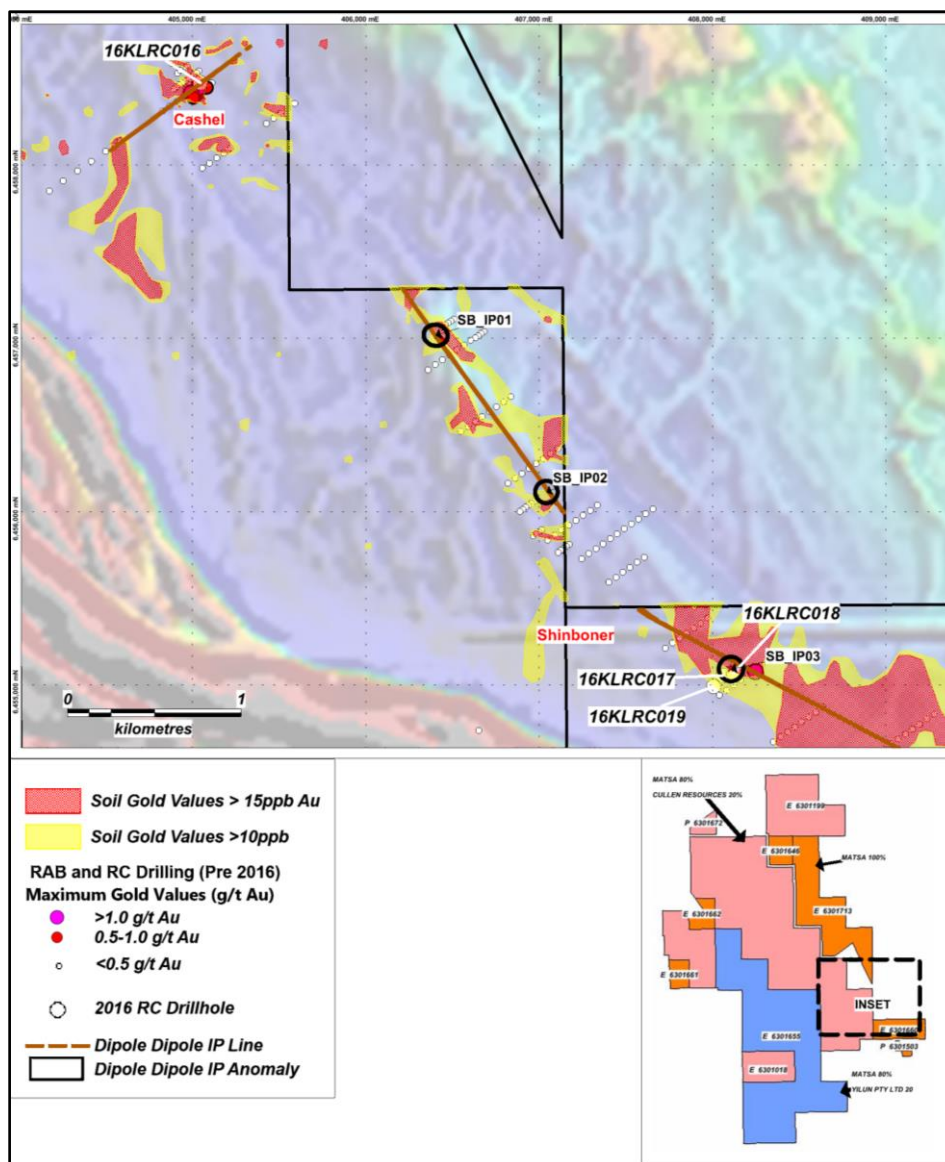 405,000 mE
406,000 mE
407,000 mE
408,000 mE
409,000 mE
16KLRC016
Cashel
6,458,000 mN
SB_IP01
6,457,000 mN
SB_IP02
6,456,000 mN
16KLRC018
Shinboner
SB_IP03
16KLRC017
6,455,000 mN
16KLRC019
0 1
kilometres
Soil Gold Values > 15ppb Au
Soil Gold Values >10ppb
RAB and RC Drilling (Pre 2016)
Maximum Gold Values (g/t Au)
>1.0 g/t Au
0.5-1.0 g/t Au
<0.5 g/t Au
2016 RC Drillhole
Dipole Dipole IP Line
Dipole Dipole IP Anomaly
MATSA 80%
CULLEN RESOURCES 20%
E 6301199
P 6301672
E 6301646
MATSA 100%
E 6301662
E 6301713
E 6301661
INSET
E 6301655
E 6301660
P 6301503
E 6301018
MATSA 80%
YILUN PTY LTD 20